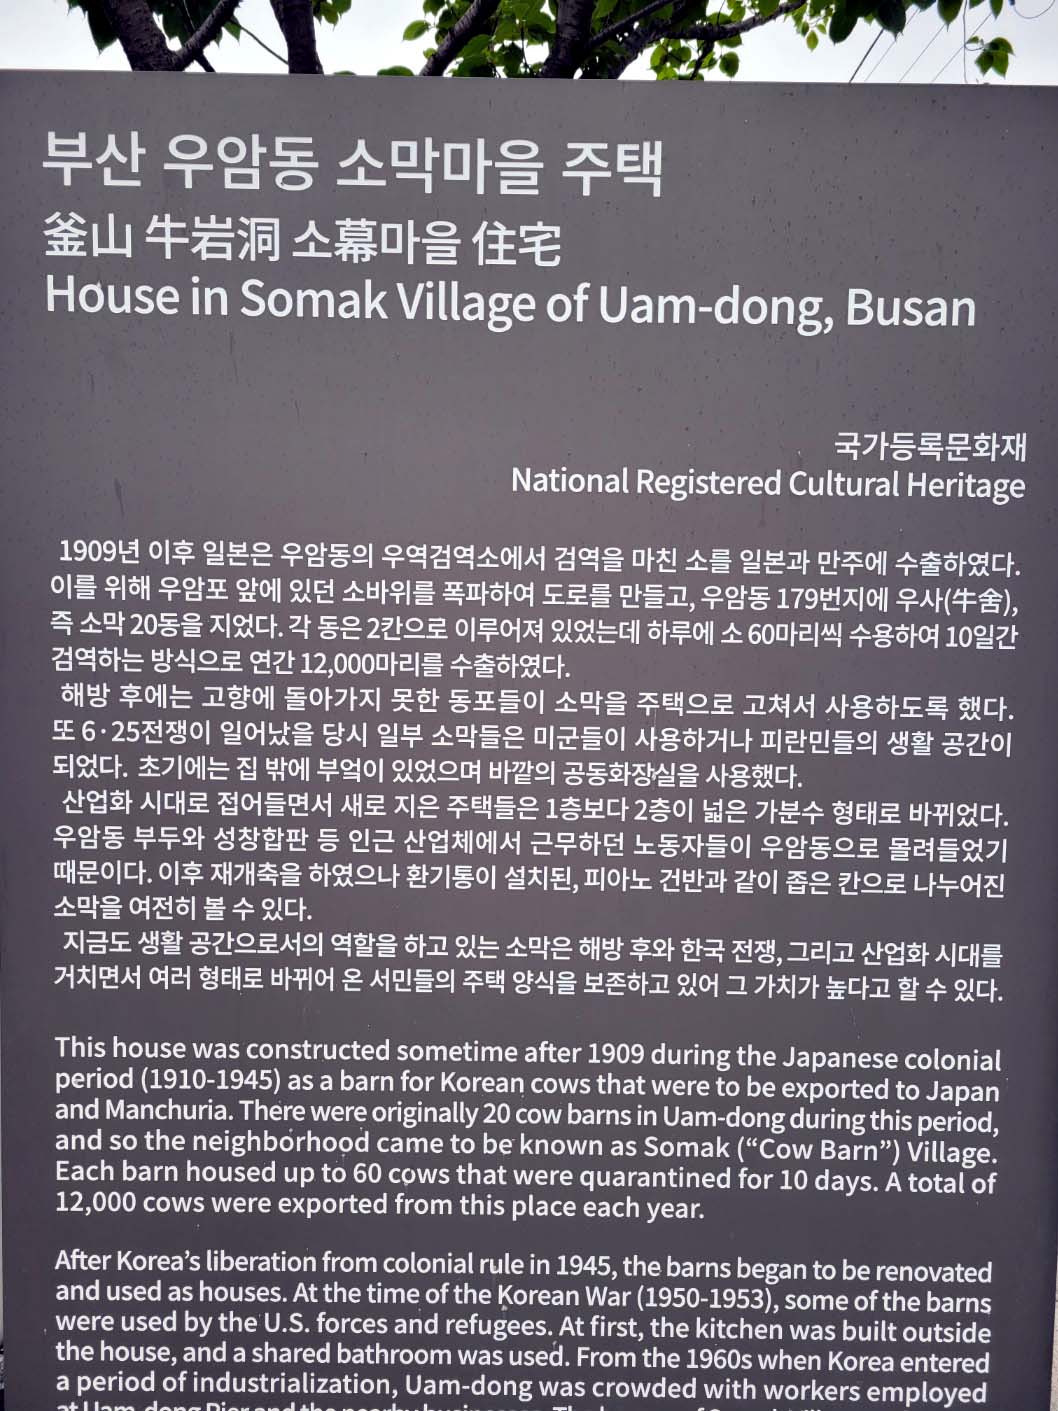 부산 우암동 소막마을 주택
釜山 牛岩洞 소幕마을 住宅
House in Somak Village of Uam-dong, Busan
국가등록문화재
National Registered Cultural Heritage
1909년 이후 일본은 우암동의 우역검역소에서 검역을 마친 소를 일본과 만주에 수출하였다.
이를 위해 우암포 앞에 있던 소바위를 폭파하여 도로를 만들고, 우암동 179번지에 우사(牛舍),
즉 소막 20동을 지었다. 각 동은 2칸으로 이루어져 있었는데 하루에 소 60마리씩 수용하여 10일간
검역하는 방식으로 연간 12,000마리를 수출하였다.
해방 후에는 고향에 돌아가지 못한 동포들이 소막을 주택으로 고쳐서 사용하도록 했다.
또 6·25전쟁이 일어났을 당시 일부 소막들은 미군들이 사용하거나 피란민들의 생활 공간이
되었다. 초기에는 집 밖에 부엌이 있었으며 바깥의 공동화장실을 사용했다.
산업화 시대로 접어들면서 새로 지은 주택들은 1층보다 2층이 넓은 가분수 형태로 바뀌었다.
우암동 부두와 성창합판 등 인근 산업체에서 근무하던 노동자들이 우암동으로 몰려들었기
때문이다. 이후 재개축을 하였으나 환기통이 설치된, 피아노 건반과 같이 좁은 칸으로 나누어진
소막을 여전히 볼 수 있다.
지금도 생활 공간으로서의 역할을 하고 있는 소막은 해방 후와 한국 전쟁, 그리고 산업화 시대를
거치면서 여러 형태로 바뀌어 온 서민들의 주택 양식을 보존하고 있어 그 가치가 높다고 할 수 있다.
This house was constructed sometime after 1909 during the Japanese colonial
period (1910-1945) as a barn for Korean cows that were to be exported to Japan
and Manchuria. There were originally 20 cow barns in Uam-dong during this period,
and so the neighborhood came to be known as Somak (“Cow Barn”) Village.
Each barn housed up to 60 cows that were quarantined for 10 days. A total of
12,000 cows were exported from this place each year.
After Korea’s liberation from colonial rule in 1945, the barns began to be renovated
and used as houses. At the time of the Korean War (1950-1953), some of the barns
were used by the U.S. forces and refugees. At first, the kitchen was built outside
the house, and a shared bathroom was used. From the 1960s when Korea entered
a period of industrialization, Uam-dong was crowded with workers employed
at Uam-dong Pier and the nearby businesses. The